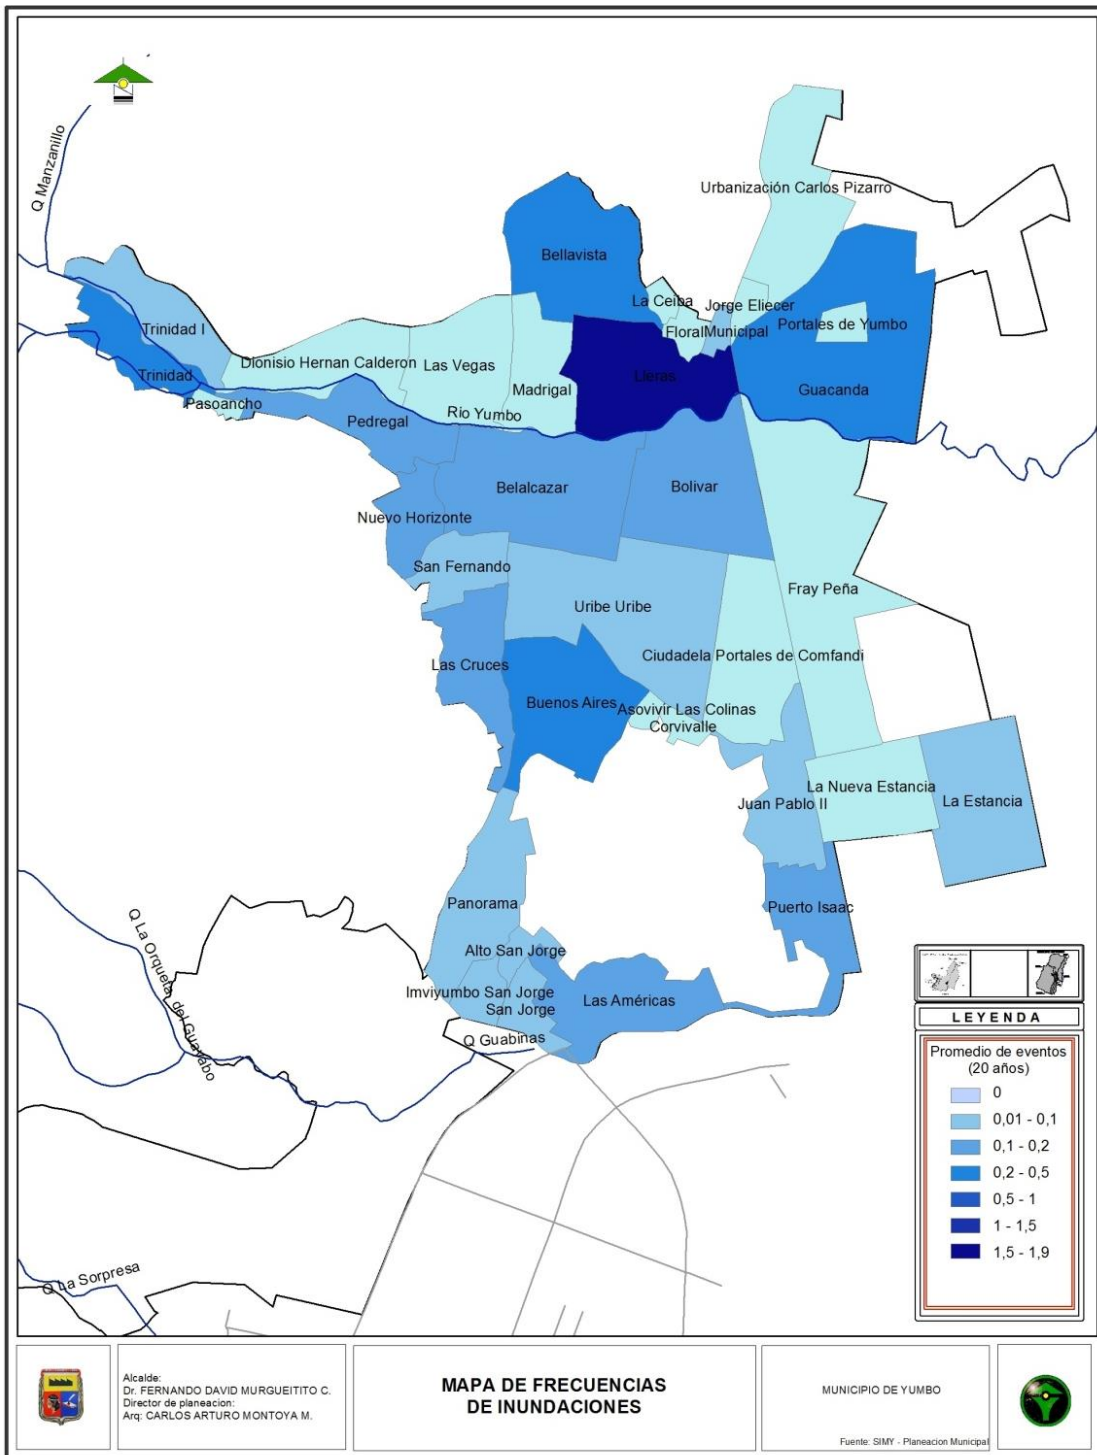 Q Manzanillo
Urbanización Carlos Pizarro
Bellavista
La Ceiba
Jorge Eliecer
Trinidad I
Floral
Municipal
Portales de Yumbo
Dionisio Hernan Calderon
Las Vegas
Trinidad
Lleras
Madrigal
Guacanda
Pasoancho
Rio Yumbo
Pedregal
Belalcazar
Bolivar
Nuevo Horizonte
San Fernando
Fray Peña
Uribe Uribe
Ciudadela Portales de Comfandi
Las Cruces
Buenos Aires
Asovivir Las Colinas
Corvivalle
La Nueva Estancia
Juan Pablo II
La Estancia
Panorama
Puerto Isaac
Q La Orqueta, del Guayabo
Alto San Jorge
Imviyumbo San Jorge
San Jorge
Las Américas
Q Guabinas
Q La Sorpresa
LEYENDA
Promedio de eventos
(20 años)
0
0,01 - 0,1
0,1 - 0,2
0,2 - 0,5
0,5 - 1
1 - 1,5
1,5 - 1,9
Alcalde:
Dr. FERNANDO DAVID MURGUEITITO C.
Director de planeacion:
Arq: CARLOS ARTURO MONTOYA M.
MAPA DE FRECUENCIAS
DE INUNDACIONES
MUNICIPIO DE YUMBO
Fuente: SIMY - Planeacion Municipal